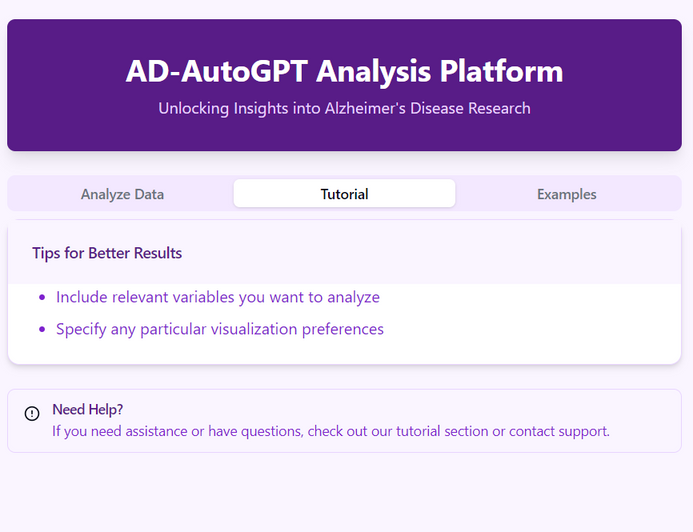 AD-AutoGPT Analysis Platform
Unlocking Insights into Alzheimer's Disease Research
Analyze Data
Tutorial
Examples
Tips for Better Results
• Include relevant variables you want to analyze
• Specify any particular visualization preferences
Need Help?
If you need assistance or have questions, check out our tutorial section or contact support.